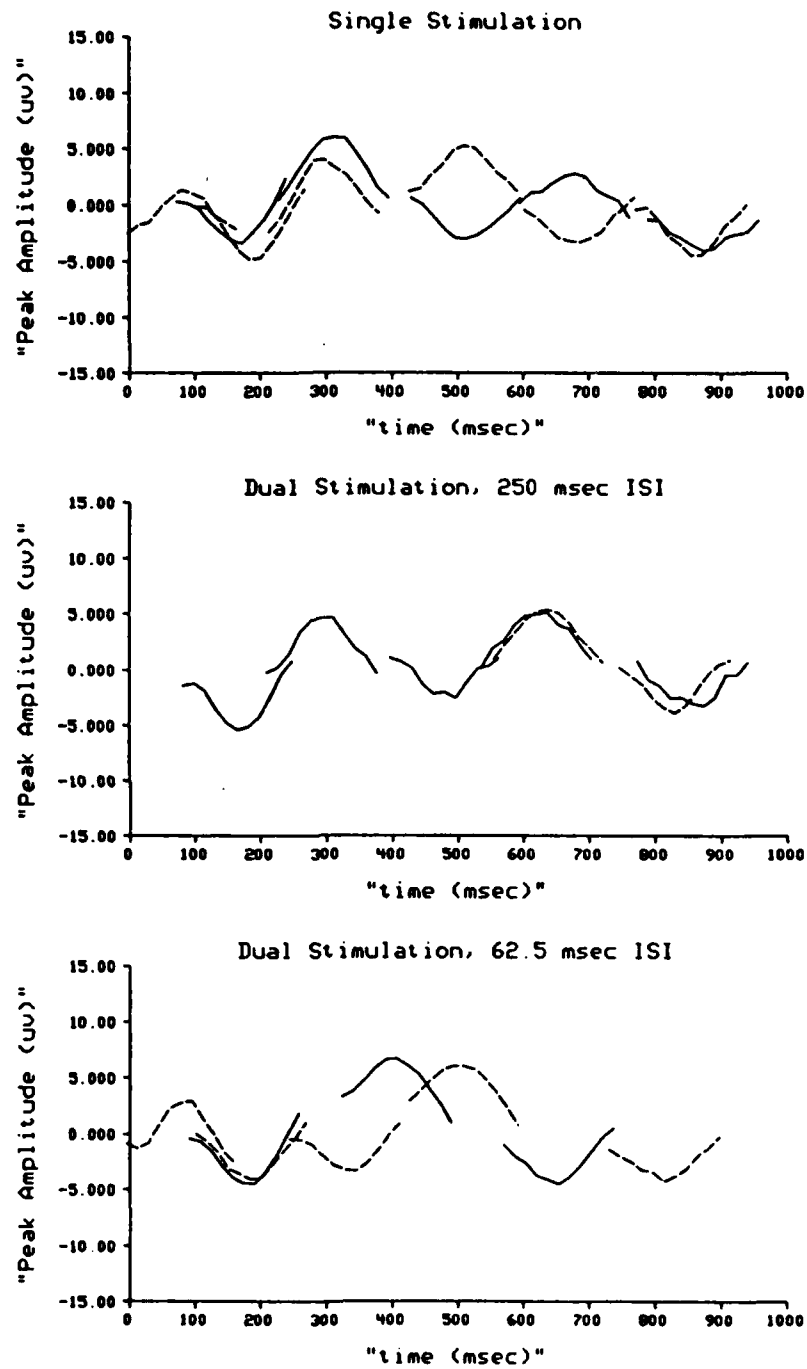 Single Stimulation
15.00
10.00
5.000
0.000
-5.000
-10.00
-15.00
"Peak Amplitude (uv)"
0 100 200 300 400 500 600 700 800 900 1000
"time (msec)"
Dual Stimulation, 250 msec ISI
15.00
10.00
5.000
0.000
-5.000
-10.00
-15.00
"Peak Amplitude (uv)"
0 100 200 300 400 500 600 700 800 900 1000
"time (msec)"
Dual Stimulation, 62.5 msec ISI
15.00
10.00
5.000
0.000
-5.000
-10.00
-15.00
"Peak Amplitude (uv)"
0 100 200 300 400 500 600 700 800 900 1000
"time (msec)"